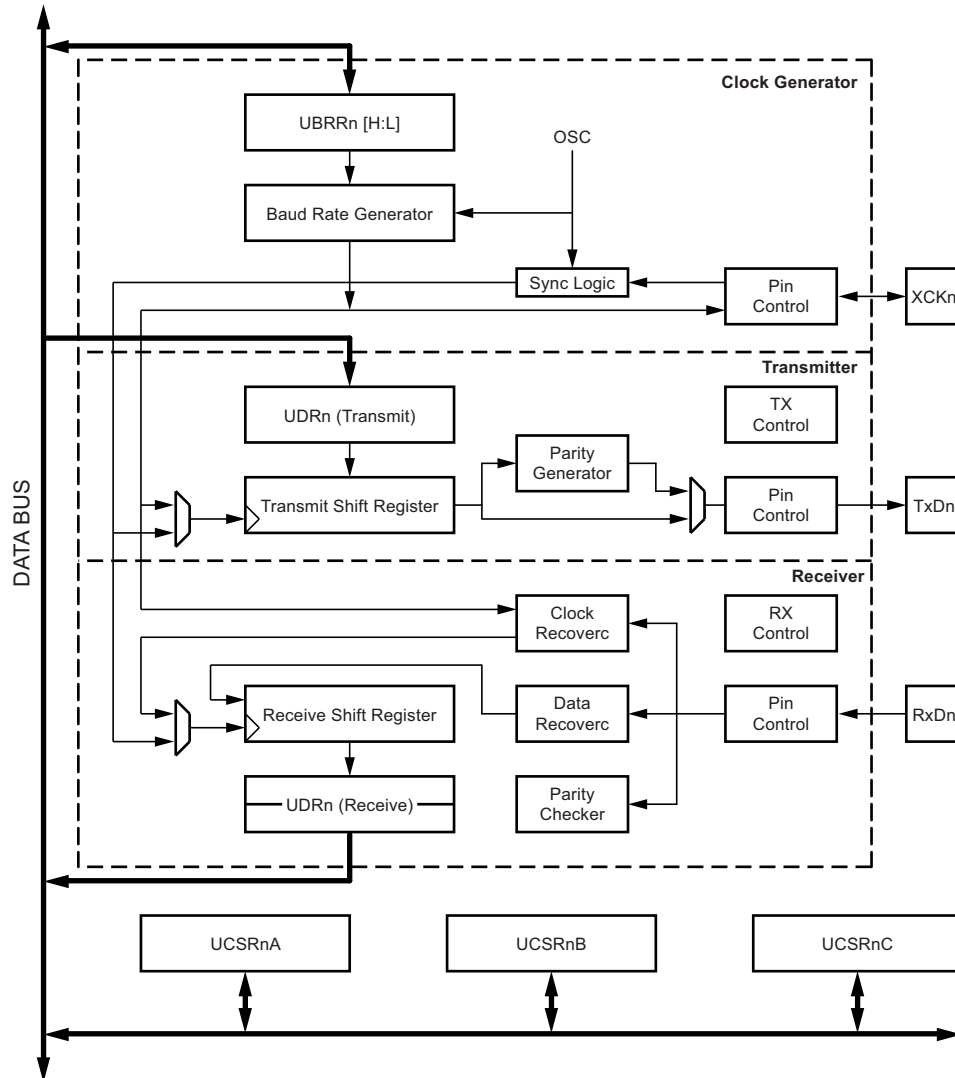 Clock Generator
UBRRn [H:L]
OSC
Baud Rate Generator
Sync Logic
Pin
Control
XCKn
Transmitter
UDRn (Transmit)
TX
Control
Parity
Generator
Transmit Shift Register
Pin
Control
TxDn
DATA BUS
Receiver
Clock
Recoverc
RX
Control
Receive Shift Register
Data
Recoverc
Pin
Control
RxDn
UDRn (Receive)
Parity
Checker
UCSRnA
UCSRnB
UCSRnC